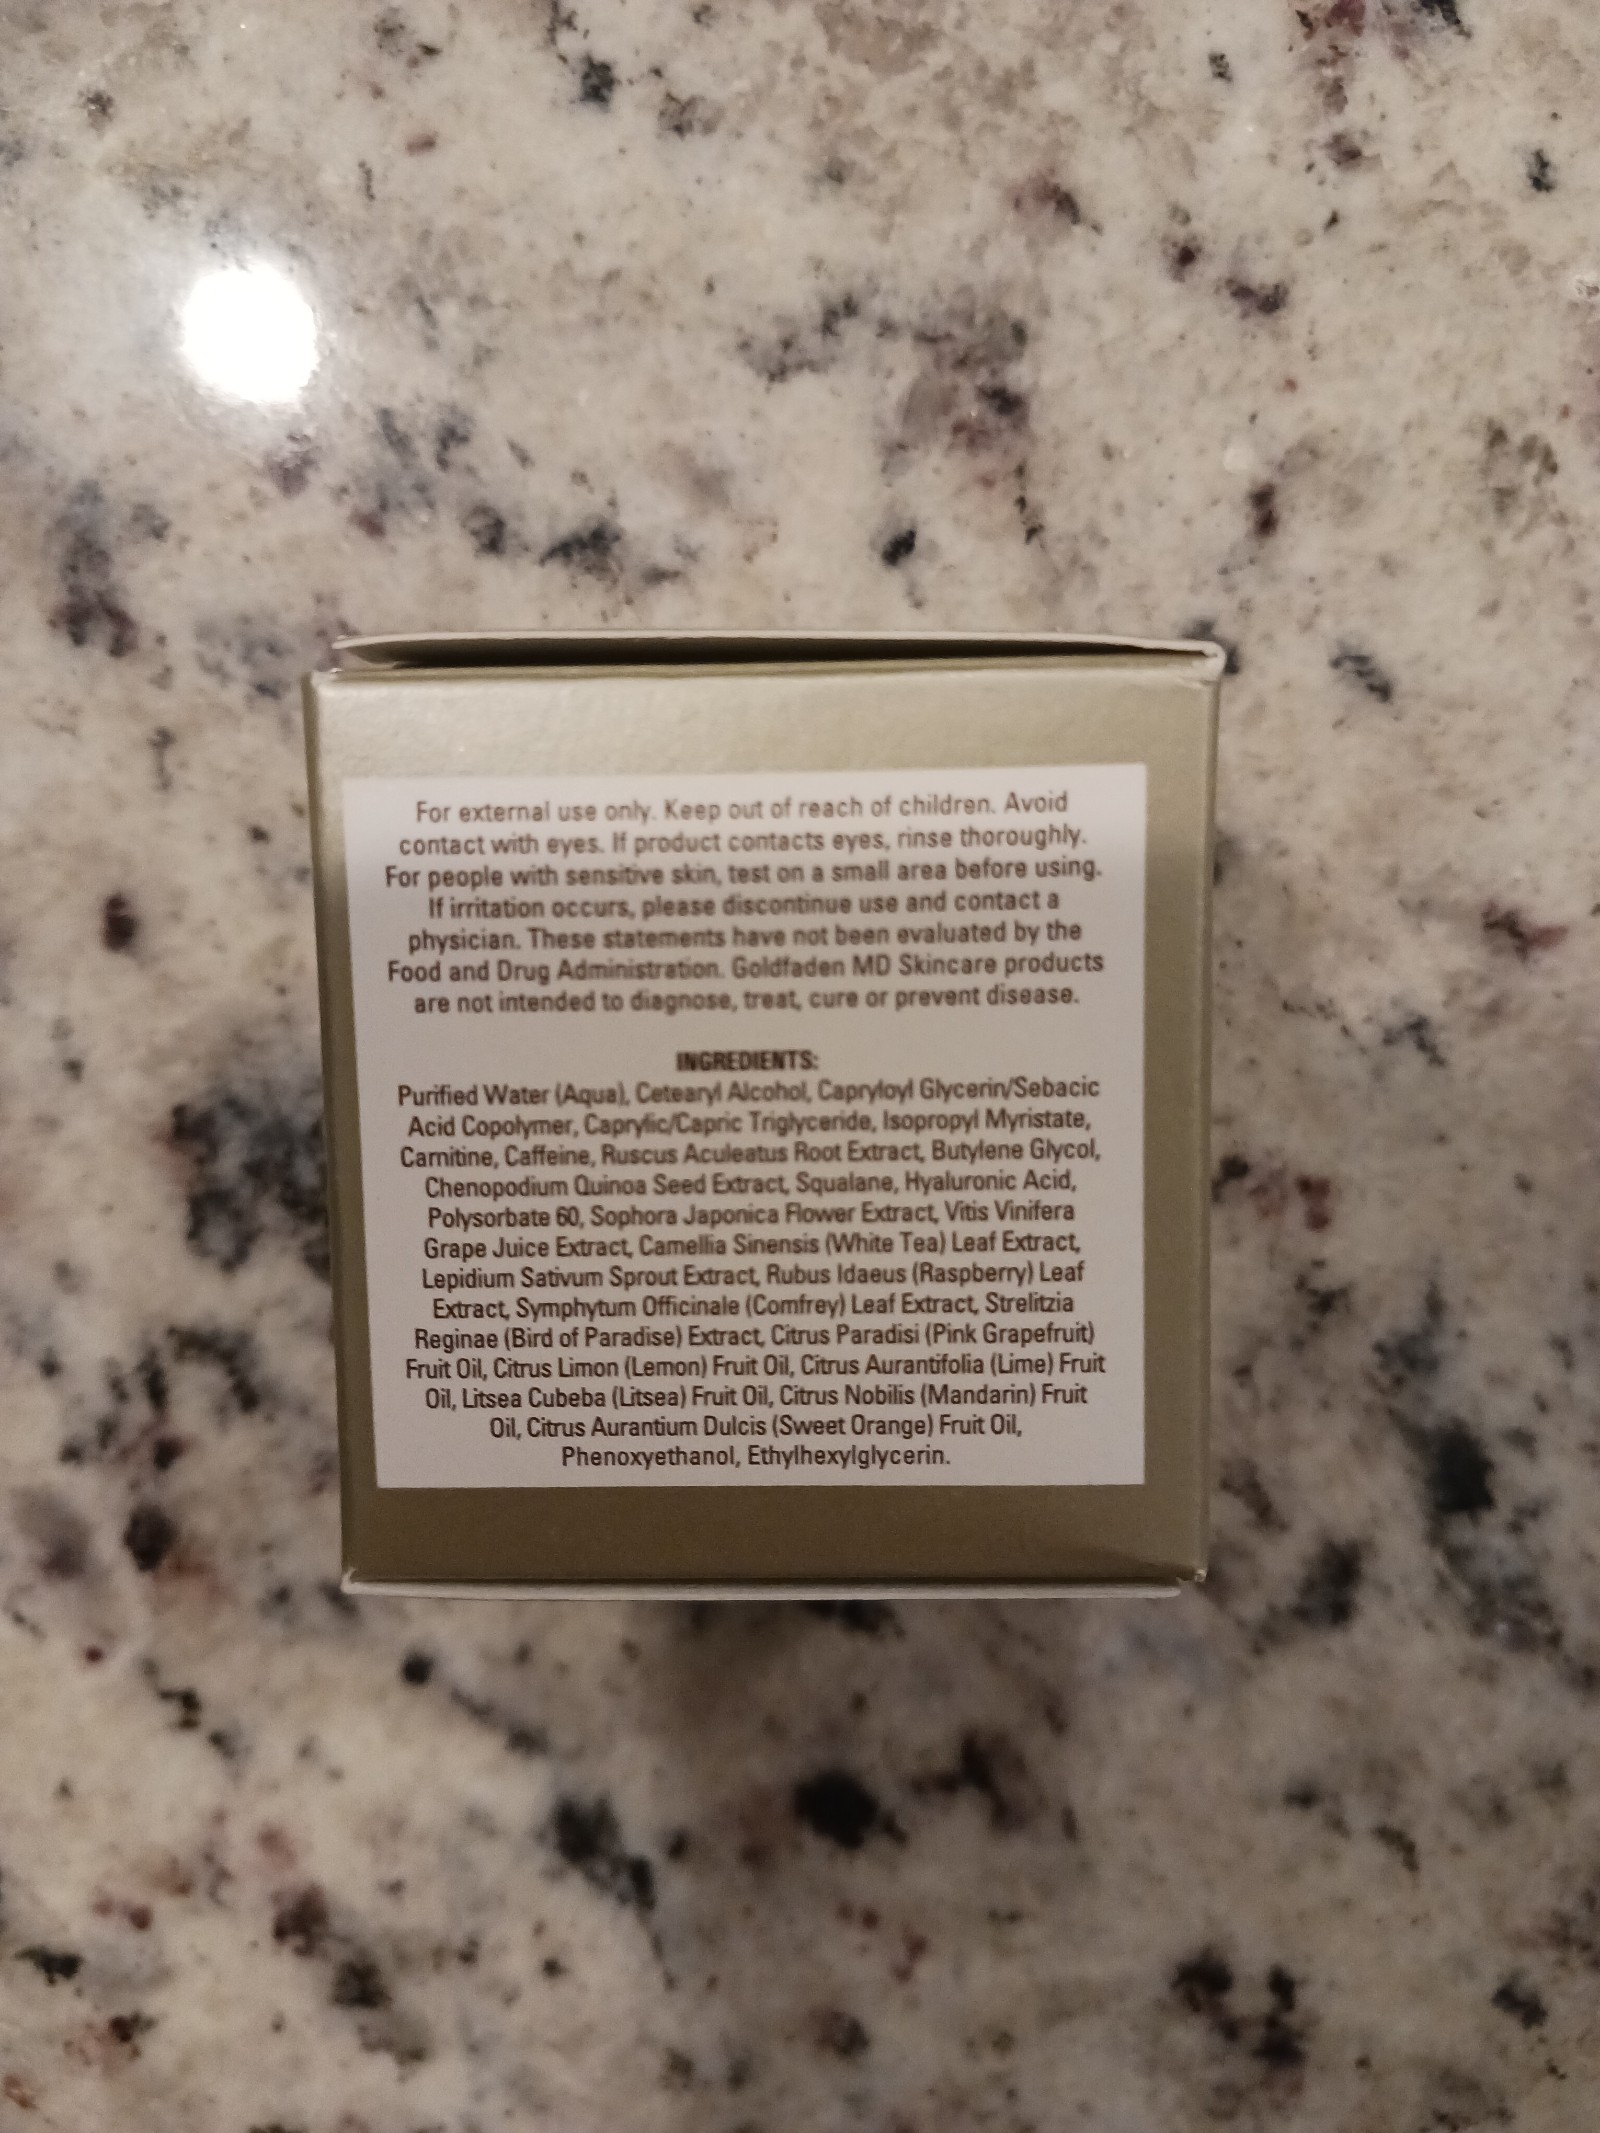 For external use only. Keep out of reach of children. Avoid
contact with eyes. If product contacts eyes, rinse thoroughly.
For people with sensitive skin, test on a small area before using.
If irritation occurs, please discontinue use and contact a
physician. These statements have not been evaluated by the
Food and Drug Administration. Goldfaden MD Skincare products
are not intended to diagnose, treat, cure or prevent disease.
INGREDIENTS:
Purified Water (Aqua), Cetearyl Alcohol, Capryloyl Glycerin/Sebacic
Acid Copolymer, Caprylic/Capric Triglyceride, Isopropyl Myristate,
Carnitine, Caffeine, Ruscus Aculeatus Root Extract, Butylene Glycol,
Chenopodium Quinoa Seed Extract, Squalane, Hyaluronic Acid,
Polysorbate 60, Sophora Japonica Flower Extract, Vitis Vinifera
Grape Juice Extract, Camellia Sinensis (White Tea) Leaf Extract,
Lepidium Sativum Sprout Extract, Rubus Idaeus (Raspberry) Leaf
Extract, Symphytum Officinale (Comfrey) Leaf Extract, Strelitzia
Reginae (Bird of Paradise) Extract, Citrus Paradisi (Pink Grapefruit)
Fruit Oil, Citrus Limon (Lemon) Fruit Oil, Citrus Aurantifolia (Lime) Fruit
Oil, Litsea Cubeba (Litsea) Fruit Oil, Citrus Nobilis (Mandarin) Fruit
Oil, Citrus Aurantium Dulcis (Sweet Orange) Fruit Oil,
Phenoxyethanol, Ethylhexylglycerin.